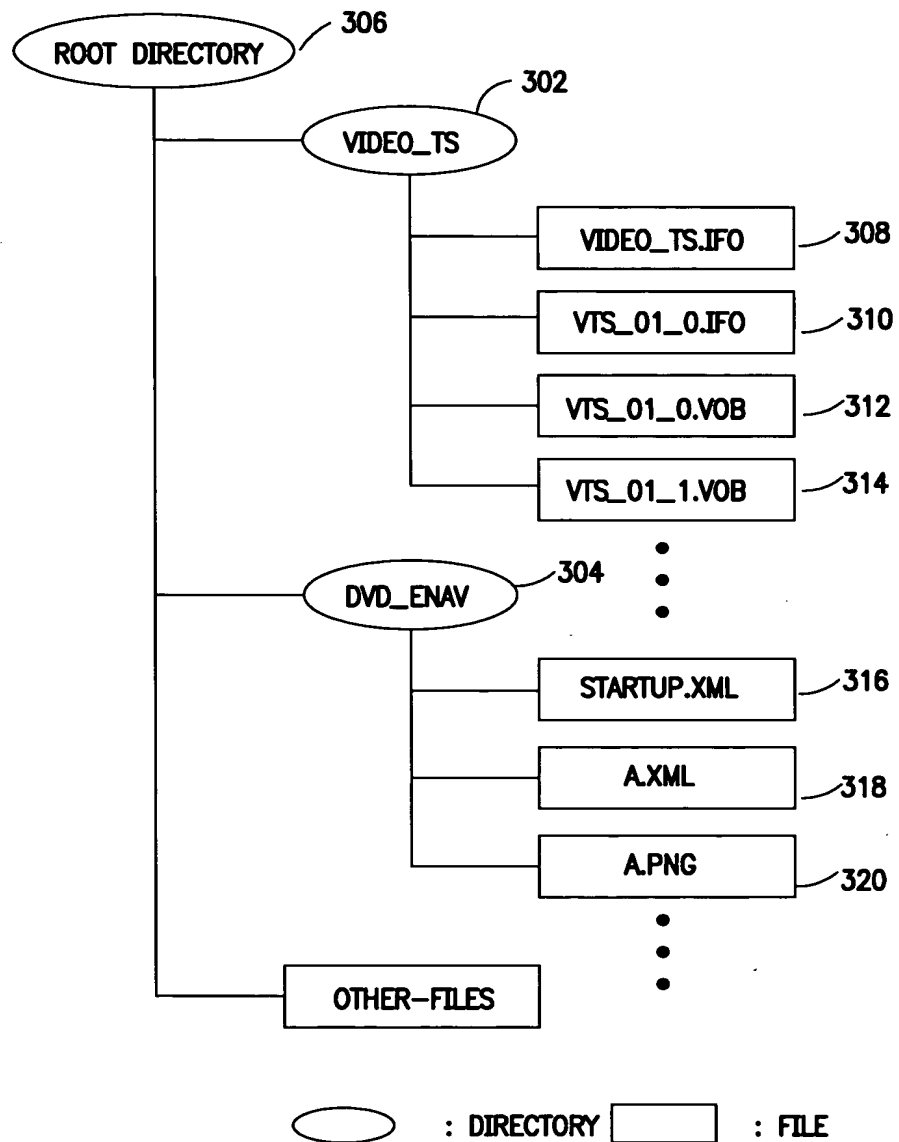 306
ROOT DIRECTORY
302
VIDEO_TS
VIDEO_TS.IFO
308
VTS_01_0.IFO
310
VTS_01_0.VOB
312
VTS_01_1.VOB
314
304
DVD_ENAV
STARTUP.XML
316
A.XML
318
A.PNG
320
OTHER-FILES
: DIRECTORY
: FILE